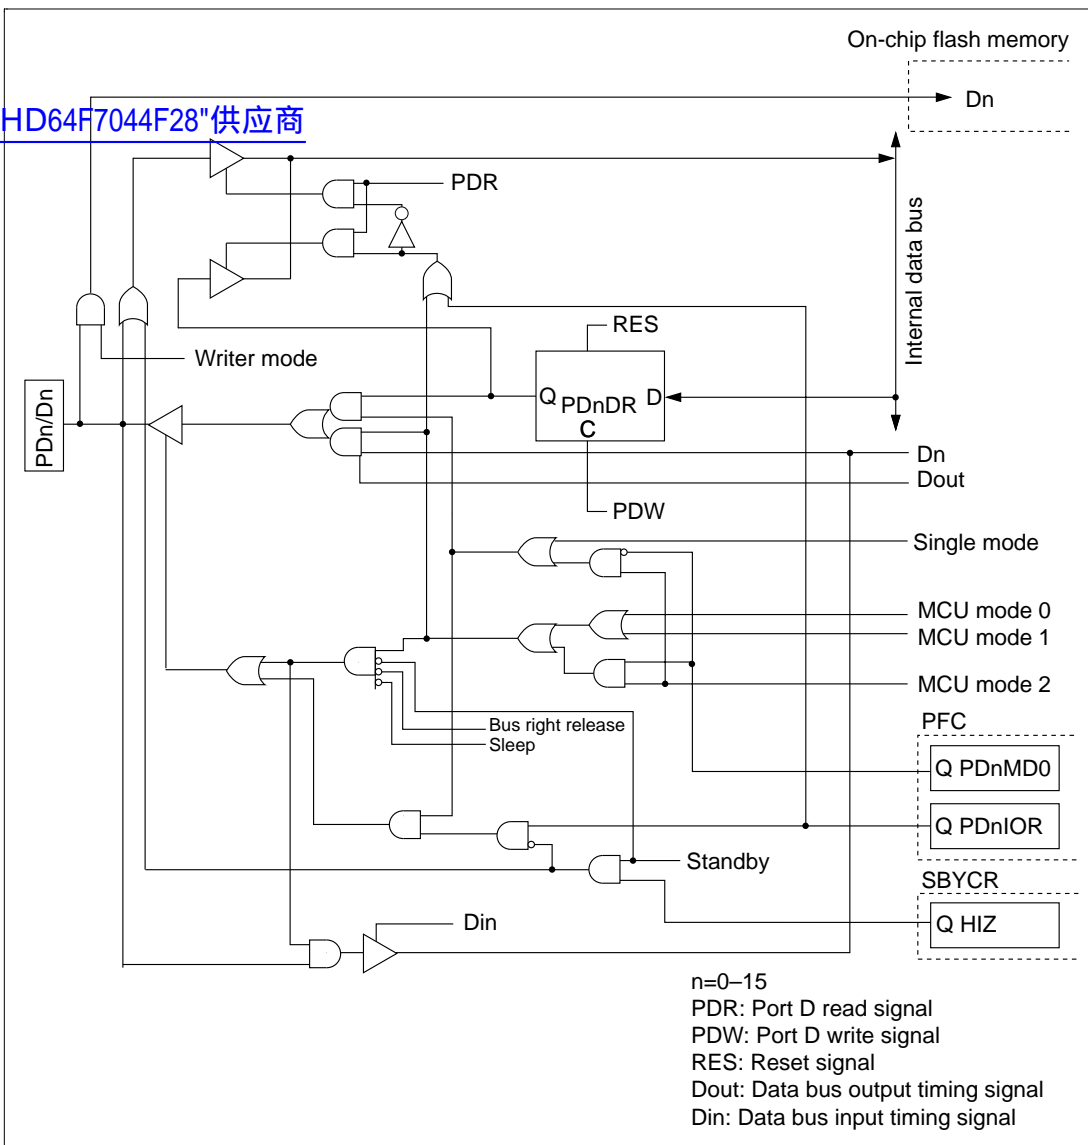 On-chip flash memory
Dn
HD64F7044F28"供应商
PDR
Internal data bus
RES
Writer mode
Q PDnDR D
C
PDn/Dn
Dn
Dout
PDW
Single mode
MCU mode 0
MCU mode 1
MCU mode 2
Bus right release
Sleep
PFC
Q PDnMD0
Q PDnIOR
Standby
SBYCR
Q HIZ
Din
n=0–15
PDR: Port D read signal
PDW: Port D write signal
RES: Reset signal
Dout: Data bus output timing signal
Din: Data bus input timing signal